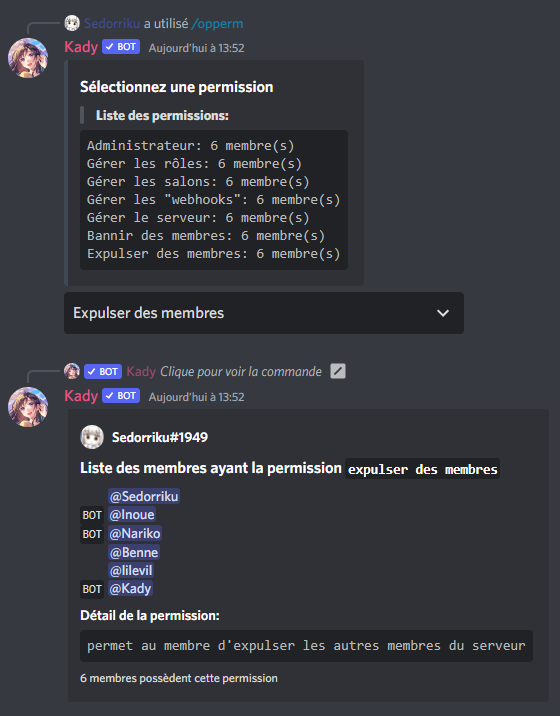 Sedorriku a utilisé /opperm
Kady BOT Aujourd'hui à 13:52
Sélectionnez une permission
Liste des permissions:
Administrateur: 6 membre(s)
Gérer les rôles: 6 membre(s)
Gérer les salons: 6 membre(s)
Gérer les "webhooks": 6 membre(s)
Gérer le serveur: 6 membre(s)
Bannir des membres: 6 membre(s)
Expulser des membres: 6 membre(s)
Expulser des membres
BOT Kady Clique pour voir la commande
Kady BOT Aujourd'hui à 13:52
Sedorriku#1949
Liste des membres ayant la permission expulser des membres
@Sedorriku
BOT @Inoue
BOT @Nariko
@Benne
@lilevil
BOT @Kady
Détail de la permission:
permet au membre d'expulser les autres membres du serveur
6 membres possèdent cette permission